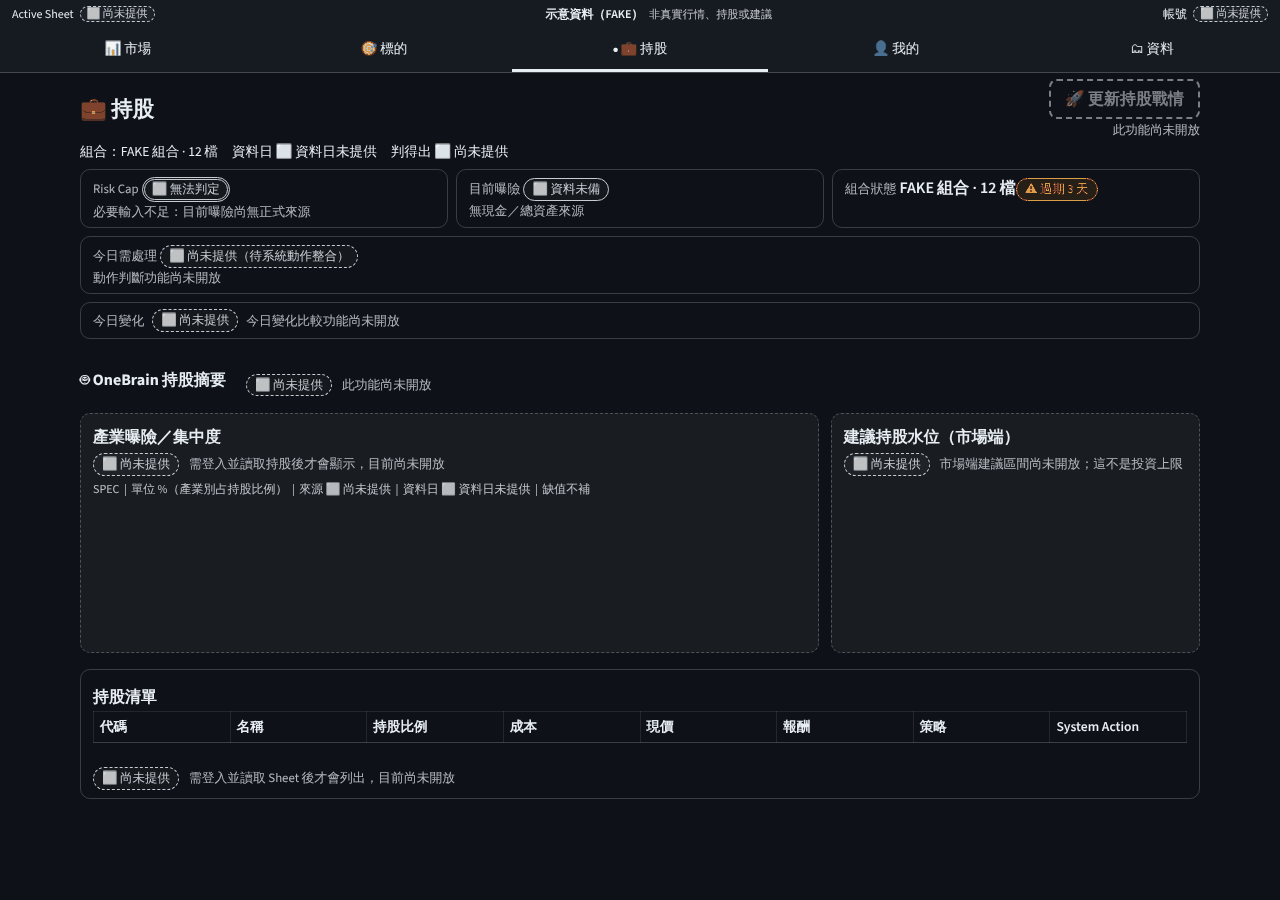 Active Sheet ⬜ 尚未提供 示意資料（FAKE） 非真實行情、持股或建議 帳號 ⬜ 尚未提供
📊 市場 🎯 標的 • 💼 持股 👤 我的 🗂 資料
💼 持股 🚀 更新持股戰情
此功能尚未開放
組合：FAKE 組合 · 12 檔 資料日 ⬜ 資料日未提供 判得出 ⬜ 尚未提供
Risk Cap ⬜ 無法判定
必要輸入不足：目前曝險尚無正式來源
目前曝險 ⬜ 資料未備
無現金／總資產來源
組合狀態 FAKE 組合 · 12 檔 ⚠ 過期 3 天
今日需處理 ⬜ 尚未提供（待系統動作整合）
動作判斷功能尚未開放
今日變化 ⬜ 尚未提供 今日變化比較功能尚未開放
OneBrain 持股摘要 ⬜ 尚未提供 此功能尚未開放
產業曝險／集中度
⬜ 尚未提供 需登入並讀取持股後才會顯示，目前尚未開放
SPEC｜單位 %（產業別占持股比例）｜來源 ⬜ 尚未提供｜資料日 ⬜ 資料日未提供｜缺值不補
建議持股水位（市場端）
⬜ 尚未提供 市場端建議區間尚未開放；這不是投資上限
持股清單
代碼 名稱 持股比例 成本 現價 報酬 策略 System Action
⬜ 尚未提供 需登入並讀取 Sheet 後才會列出，目前尚未開放